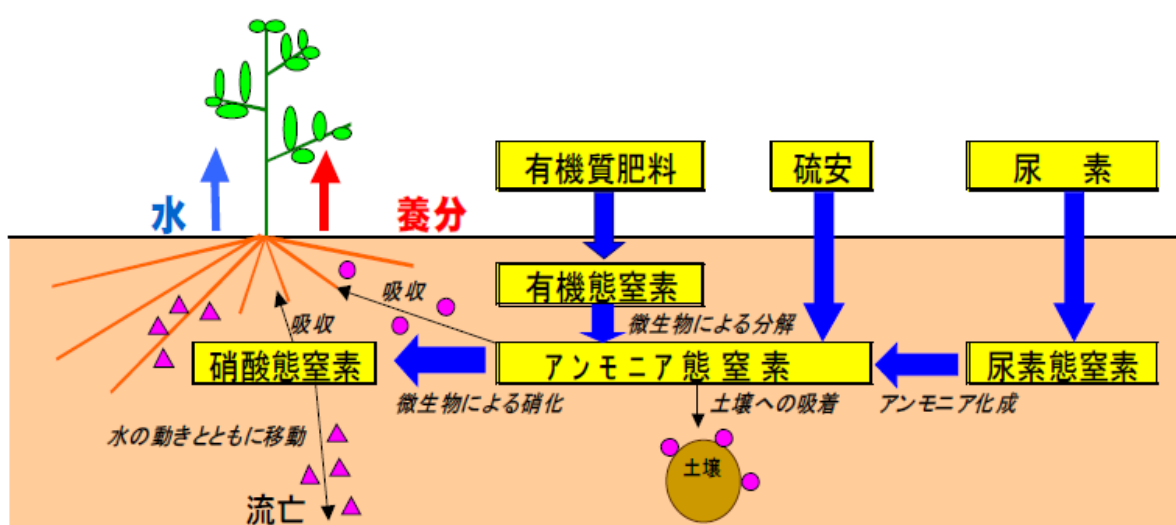 有機質肥料
硫安
尿　素
水
養分
有機態窒素
吸収
吸収
微生物による分解
硝酸態窒素
アンモニア態窒素
尿素態窒素
微生物による硝化
土壌への吸着
アンモニア化成
水の動きとともに移動
土壌
流亡